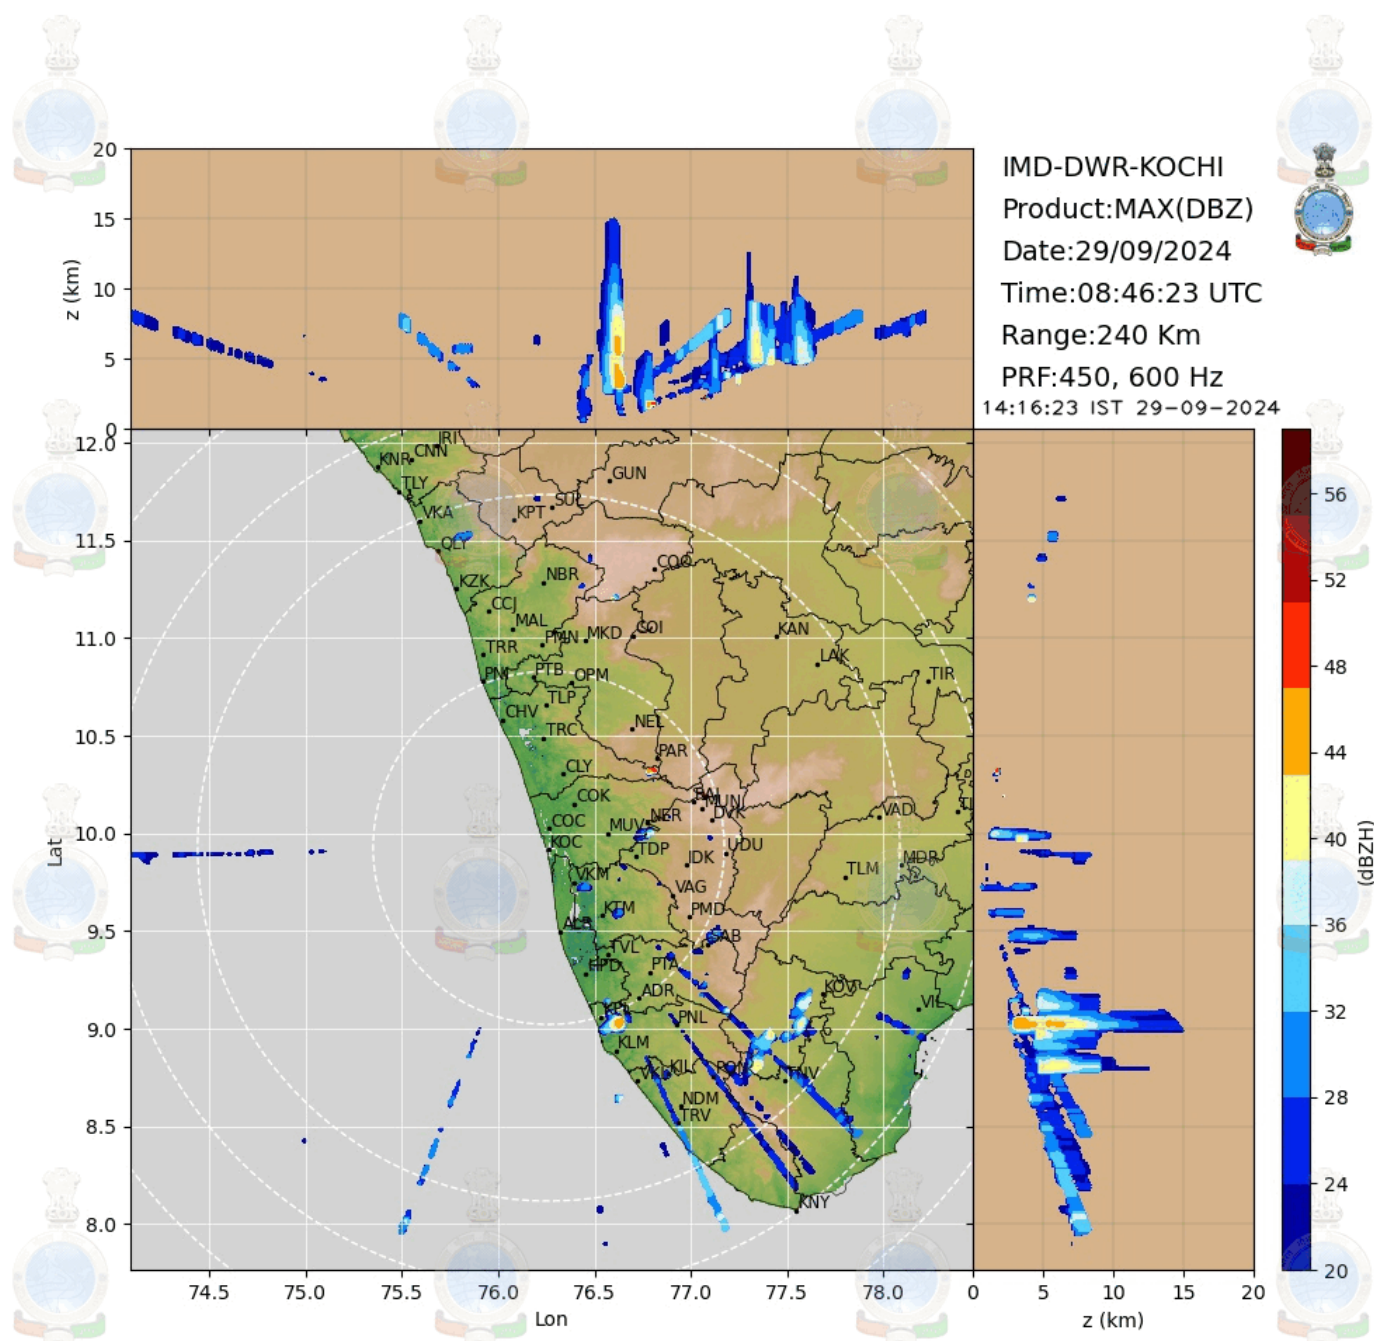 IMD-DWR-KOCHI
Product:MAX(DBZ)
Date:29/09/2024
Time:08:46:23 UTC
Range:240 Km
PRF:450, 600 Hz
14:16:23 IST 29-09-2024
20
15
10
5
0
z (km)
12.0
11.5
11.0
10.5
10.0
9.5
9.0
8.5
8.0
Lat
IRI
CNN
KNR
TLY
GUN
SUL
KPT
VKA
QLY
COO
NBR
KZK
CCJ
MAL
PMN
MKD
COI
KAN
TRR
LAK
PNI
PTB
OPM
TIR
TLP
CHV
NEL
TRC
PAR
CLY
COK
MUN
DVK
VAD
COC
MUV
NER
KOC
TDP
UDU
IDK
MDR
TLM
VKM
VAG
KTM
PMD
ALP
SAB
TVL
HPD
PTA
KOV
ADR
VIL
PNL
KLM
KIL
TNV
NDM
TRV
KNY
74.5
75.0
75.5
76.0
76.5
77.0
77.5
78.0
Lon
0
5
10
15
20
z (km)
56
52
48
44
40
36
32
28
24
20
(dBZH)